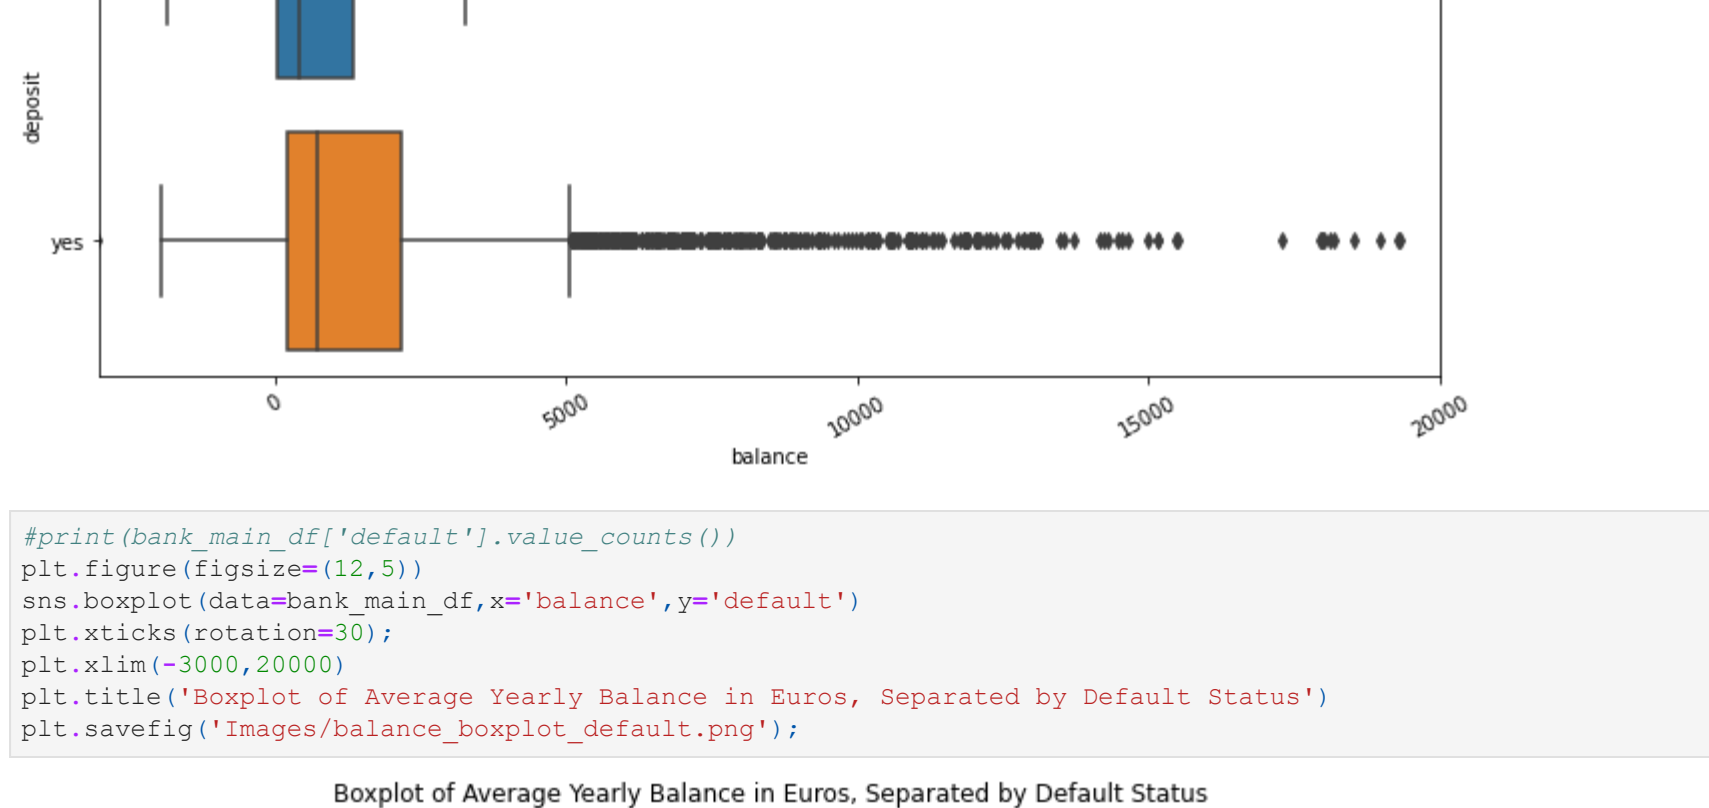 deposit
yes
0
5000
10000
15000
20000
balance
#print(bank_main_df['default'].value_counts())
plt.figure(figsize=(12,5))
sns.boxplot(data=bank_main_df,x='balance',y='default')
plt.xticks(rotation=30);
plt.xlim(-3000,20000)
plt.title('Boxplot of Average Yearly Balance in Euros, Separated by Default Status')
plt.savefig('Images/balance_boxplot_default.png');
Boxplot of Average Yearly Balance in Euros, Separated by Default Status